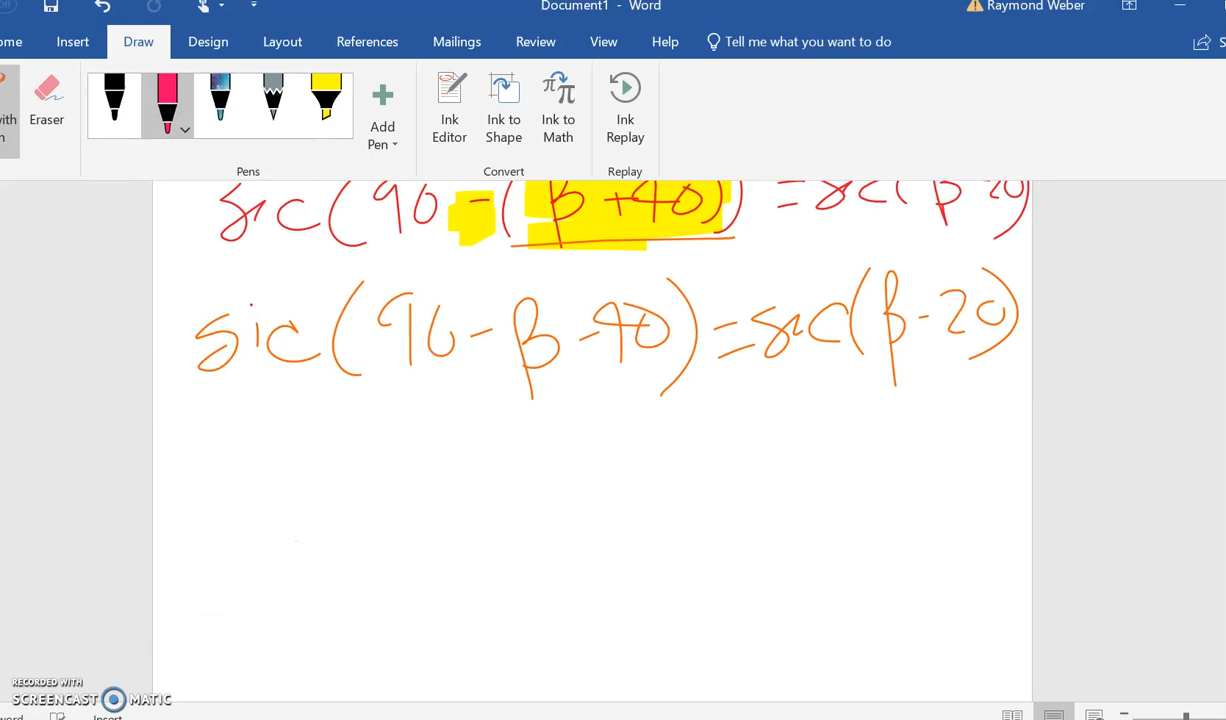 Document1 - Word
Raymond Weber
Insert
Draw
Design
Layout
References
Mailings
Review
View
Help
Tell me what you want to do
Eraser
Add
Pen
Ink
Editor
Ink to
Shape
Ink to
Math
Ink
Replay
Pens
Convert
Replay
sec(90 - (β + 40)) = sec(β - 20)
sec(90 - β - 40) = sec(β - 20)
RECORDED WITH
SCREENCAST MATIC